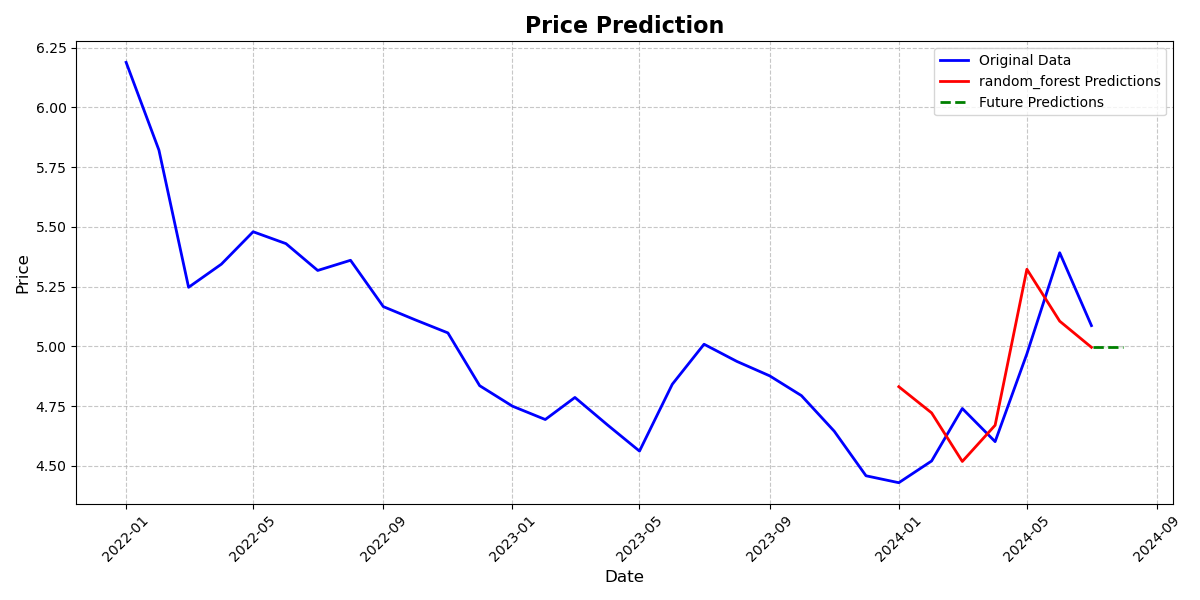 Price Prediction
Original Data
random_forest Predictions
Future Predictions
Price
6.25
6.00
5.75
5.50
5.25
5.00
4.75
4.50
2022-01
2022-05
2022-09
2023-01
2023-05
2023-09
2024-01
2024-05
2024-09
Date